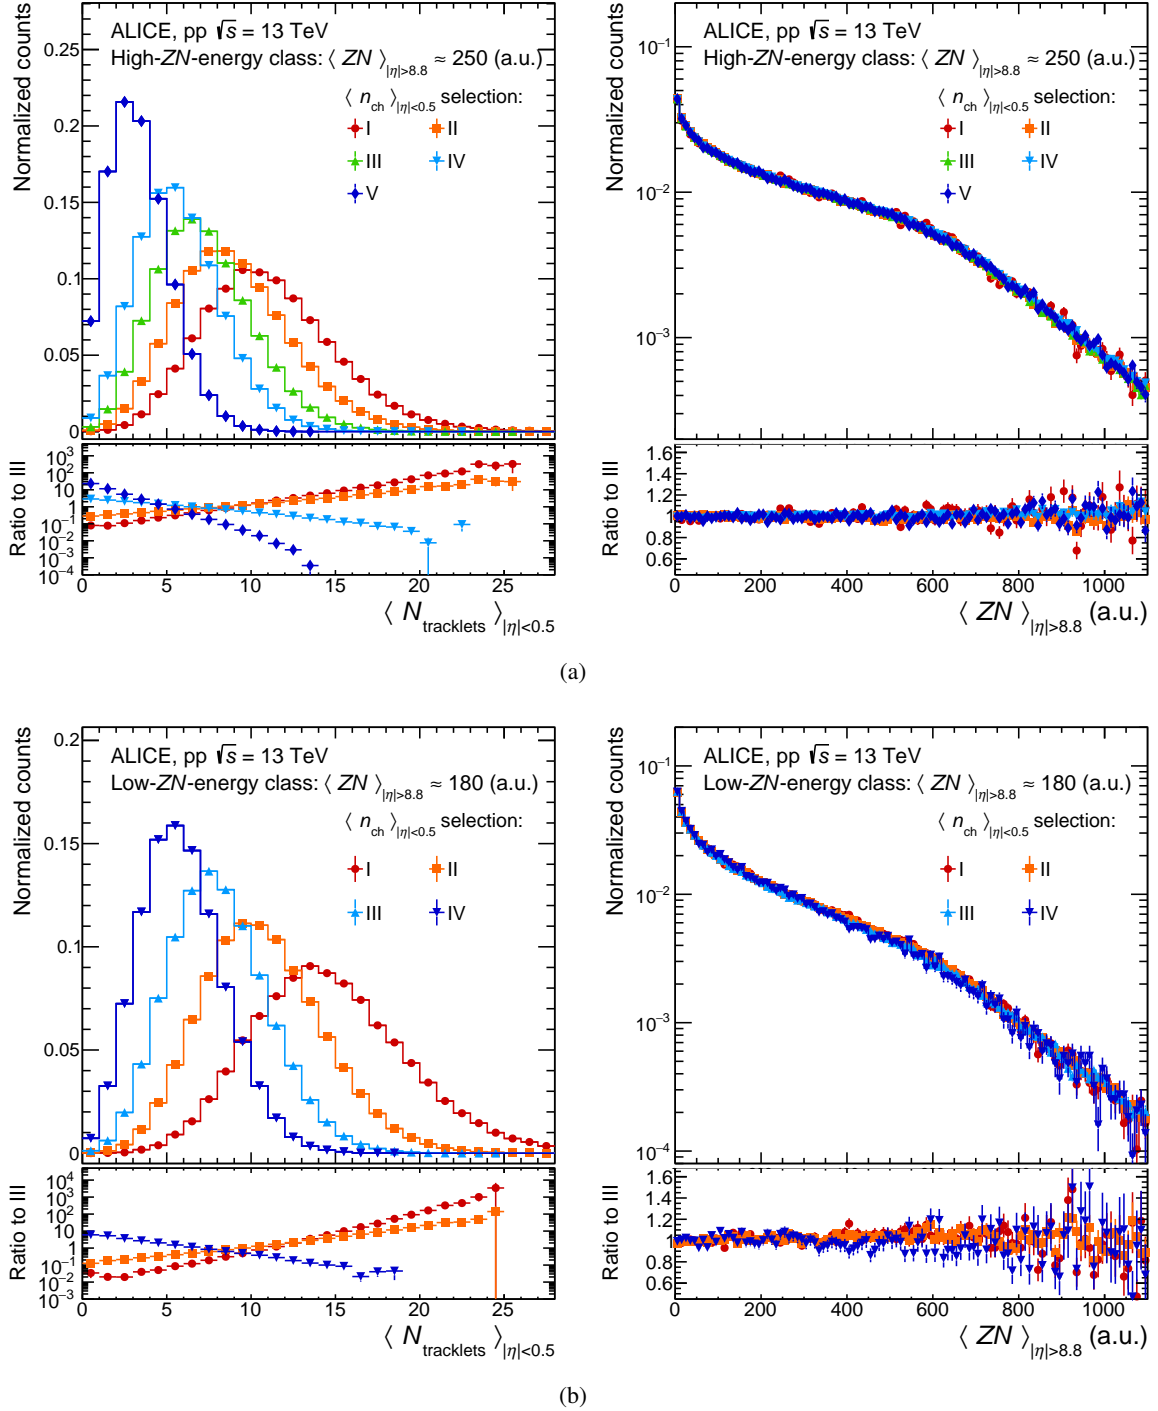 ALICE, pp √s = 13 TeV
High-ZN-energy class: ⟨ ZN ⟩|η|>8.8 ≈ 250 (a.u.)
⟨ nch ⟩|η|<0.5 selection:
I II
III IV
V
Normalized counts
0.25
0.2
0.15
0.1
0.05
0
Ratio to III
10³
10²
10
1
10⁻¹
10⁻²
10⁻³
10⁻⁴
0 5 10 15 20 25
⟨ Ntracklets ⟩|η|<0.5
ALICE, pp √s = 13 TeV
High-ZN-energy class: ⟨ ZN ⟩|η|>8.8 ≈ 250 (a.u.)
⟨ nch ⟩|η|<0.5 selection:
I II
III IV
V
Normalized counts
10⁻¹
10⁻²
10⁻³
Ratio to III
1.6
1.4
1.2
1
0.8
0.6
0 200 400 600 800 1000
⟨ ZN ⟩|η|>8.8 (a.u.)
(a)
ALICE, pp √s = 13 TeV
Low-ZN-energy class: ⟨ ZN ⟩|η|>8.8 ≈ 180 (a.u.)
⟨ nch ⟩|η|<0.5 selection:
I II
III IV
Normalized counts
0.2
0.15
0.1
0.05
0
Ratio to III
10⁴
10³
10²
10
1
10⁻¹
10⁻²
10⁻³
0 5 10 15 20 25
⟨ Ntracklets ⟩|η|<0.5
ALICE, pp √s = 13 TeV
Low-ZN-energy class: ⟨ ZN ⟩|η|>8.8 ≈ 180 (a.u.)
⟨ nch ⟩|η|<0.5 selection:
I II
III IV
Normalized counts
10⁻¹
10⁻²
10⁻³
10⁻⁴
Ratio to III
1.6
1.4
1.2
1
0.8
0.6
0 200 400 600 800 1000
⟨ ZN ⟩|η|>8.8 (a.u.)
(b)